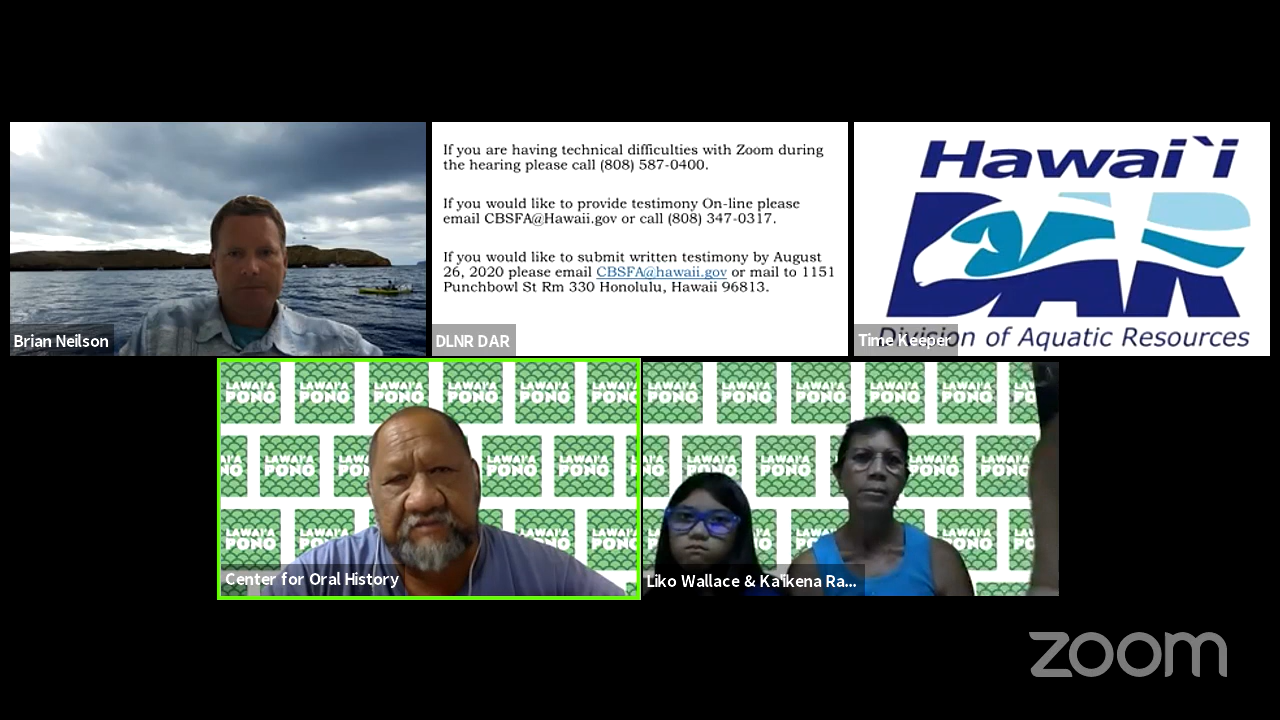 If you are having technical difficulties with Zoom during
the hearing please call (808) 587-0400.
If you would like to provide testimony On-line please
email CBSFA@Hawaii.gov or call (808) 347-0317.
If you would like to submit written testimony by August
26, 2020 please email CBSFA@hawaii.gov or mail to 1151
Punchbowl St Rm 330 Honolulu, Hawaii 96813.
Hawai`i
DAR
Division of Aquatic Resources
Brian Neilson
DLNR DAR
Time Keeper
LAWAI'A
PONO
Center for Oral History
Liko Wallace & Ka'ikena Ra...
zoom